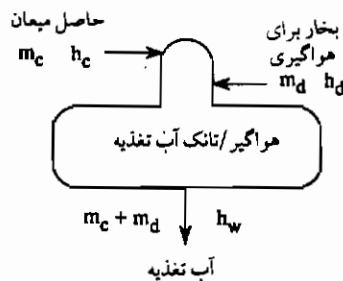 حاصل میعان
m_c h_c
بخار برای
هواگیری
m_d h_d
هواگیر/تانک آب تغذیه
m_c + m_d h_w
آب تغذیه